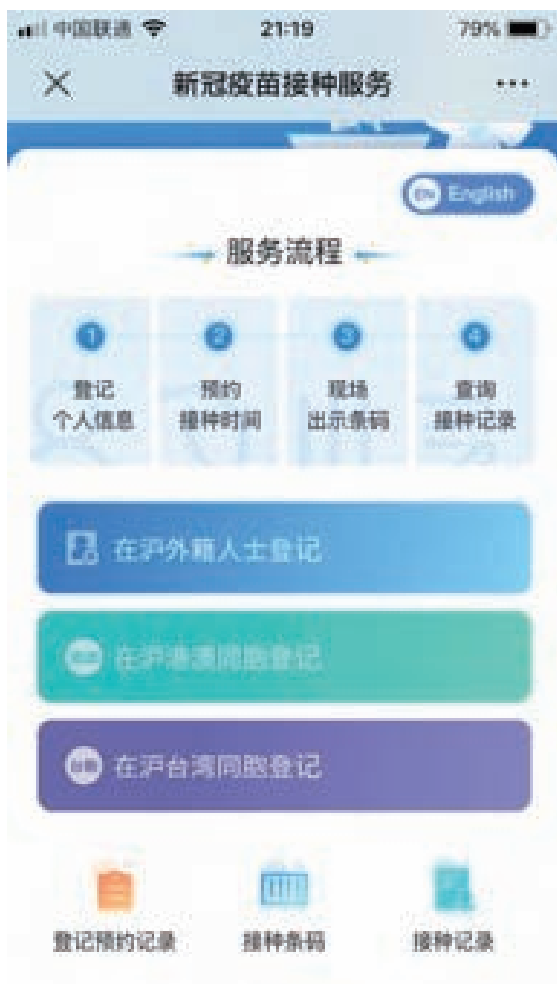 中国联通
21:19
79%
新冠疫苗接种服务
EN English
服务流程
1
2
3
4
登记
个人信息
预约
接种时间
现场
出示条码
查询
接种记录
在沪外籍人士登记
在沪港澳同胞登记
在沪台湾同胞登记
登记预约记录
接种条码
接种记录